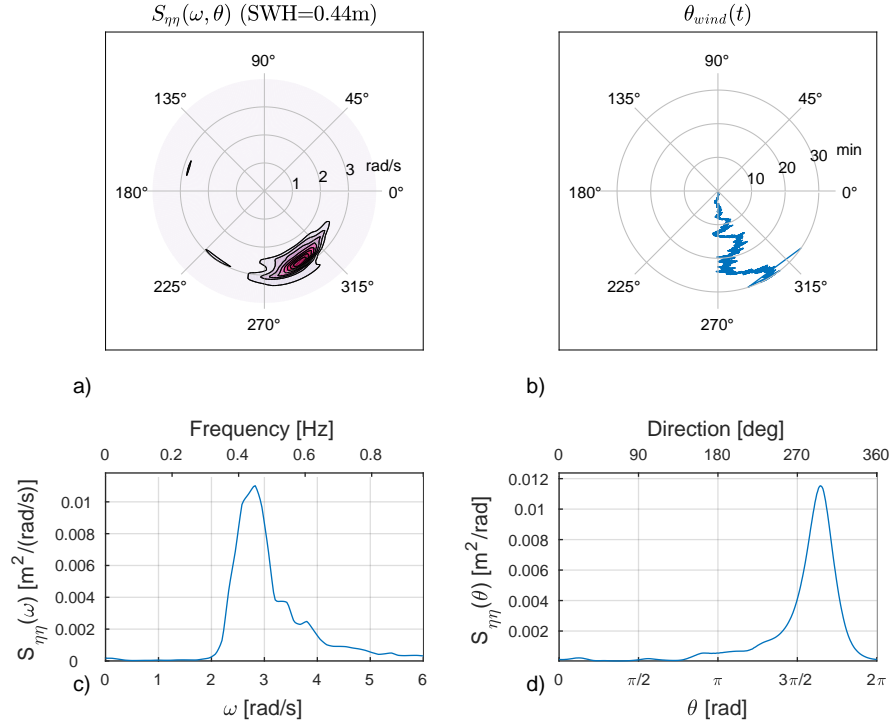 S_ηη(ω, θ) (SWH=0.44m)
90°
135° 45°
rad/s
1 2 3
180° 0°
225° 315°
270°
a)
θ_wind(t)
90°
135° 45°
30 min
20
10
180° 0°
225° 315°
270°
b)
Frequency [Hz]
0 0.2 0.4 0.6 0.8
0.01
0.008
0.006
0.004
0.002
0
S_ηη(ω) [m²/(rad/s)]
c)
0 1 2 3 4 5 6
ω [rad/s]
Direction [deg]
0 90 180 270 360
0.012
0.01
0.008
0.006
0.004
0.002
S_ηη(θ) [m²/rad]
d)
0 π/2 π 3π/2 2π
θ [rad]